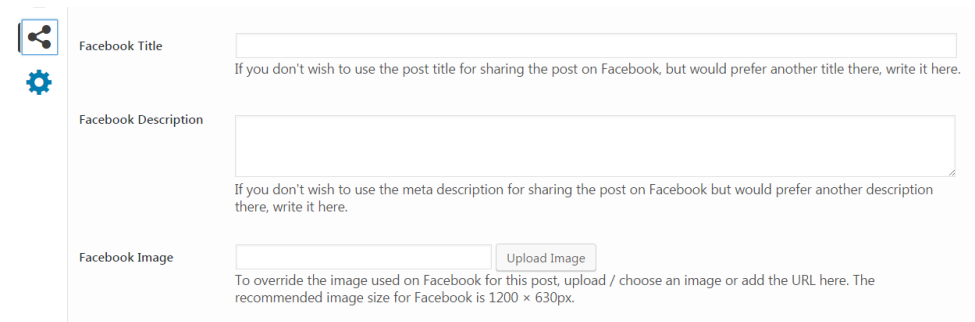 Facebook Title
If you don't wish to use the post title for sharing the post on Facebook, but would prefer another title there, write it here.
Facebook Description
If you don't wish to use the meta description for sharing the post on Facebook but would prefer another description
there, write it here.
Facebook Image
Upload Image
To override the image used on Facebook for this post, upload / choose an image or add the URL here. The
recommended image size for Facebook is 1200 × 630px.